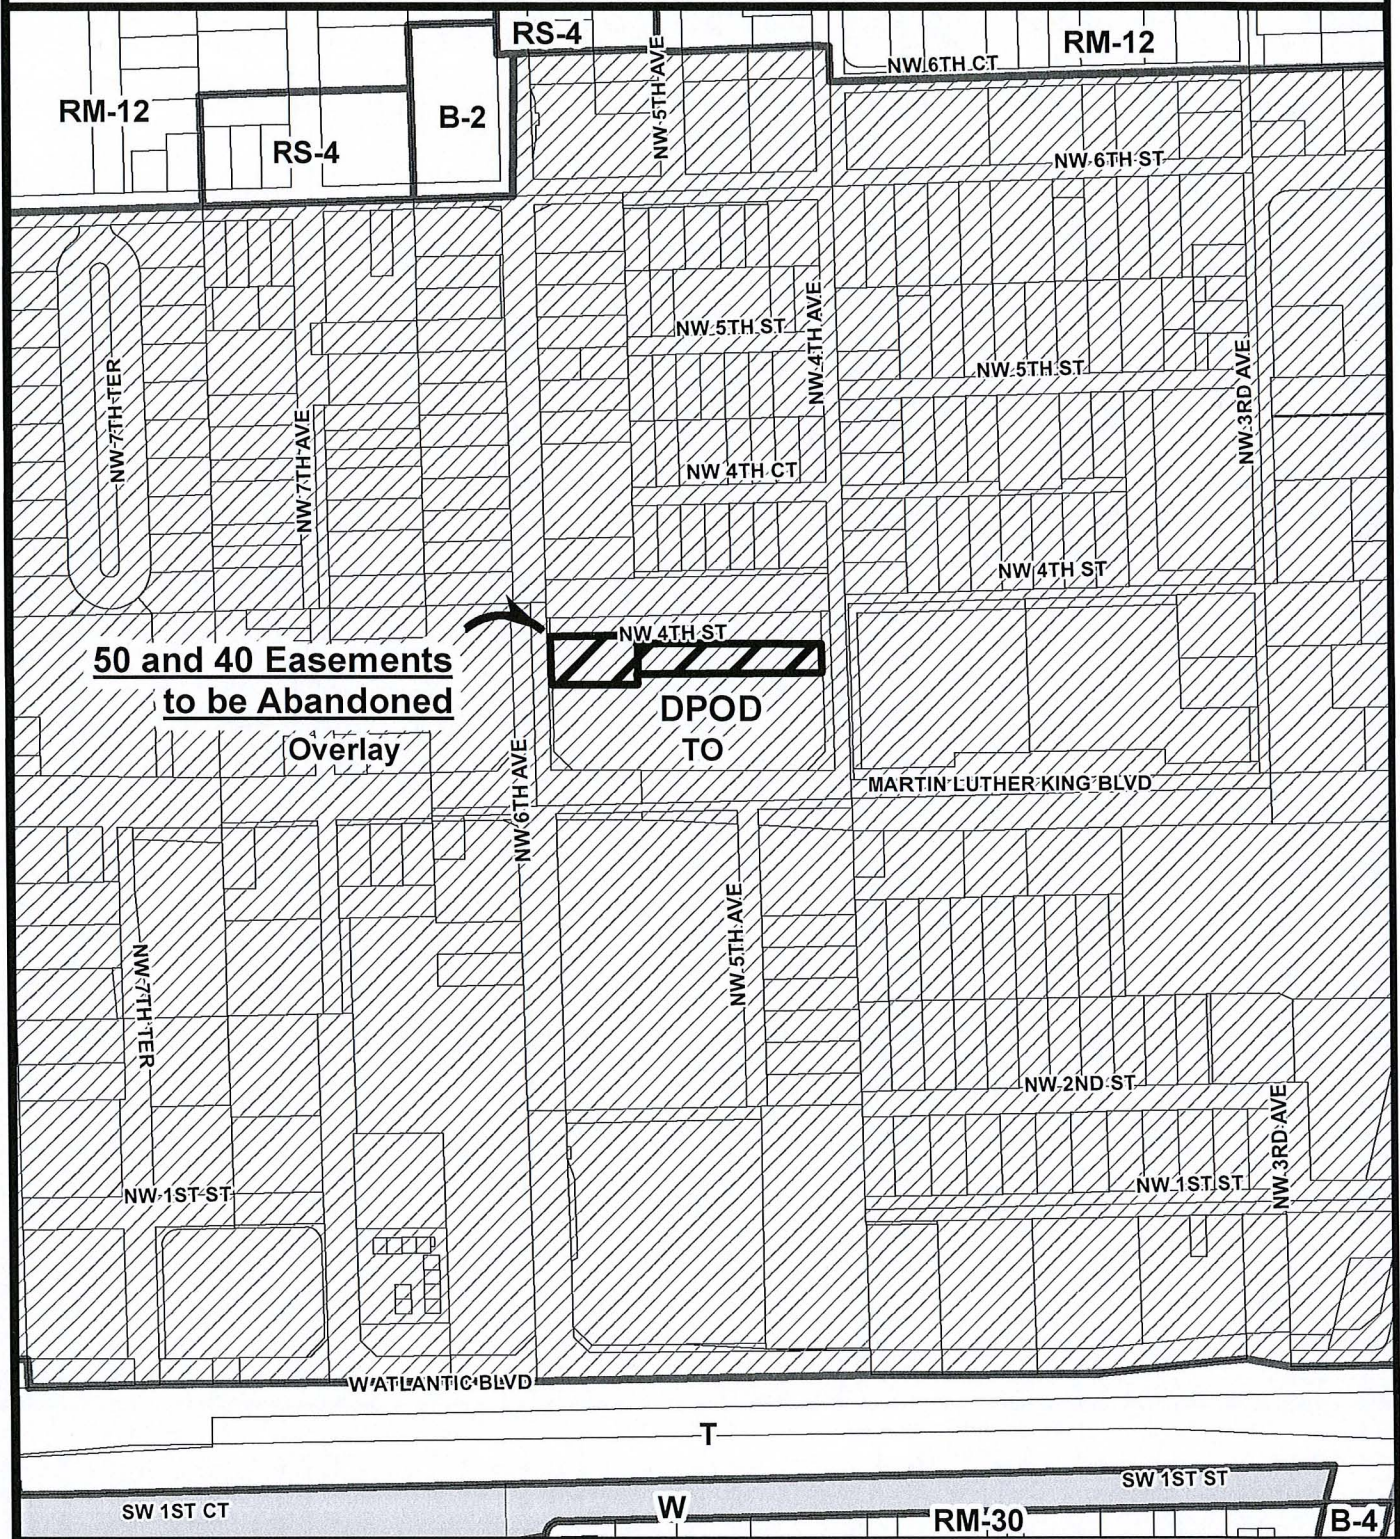 RS-4
RM-12
NW 6TH CT
NW 5TH AVE
RM-12
B-2
RS-4
NW 6TH ST
NW 5TH ST
NW 4TH AVE
NW 5TH ST
NW 3RD AVE
NW 7TH TER
NW 7TH AVE
NW 4TH CT
NW 4TH ST
NW 4TH ST
50 and 40 Easements
to be Abandoned
Overlay
DPOD
TO
NW 6TH AVE
MARTIN LUTHER KING BLVD
NW 5TH AVE
NW 7TH TER
NW 2ND ST
NW 3RD AVE
NW 1ST ST
NW 1ST ST
W ATLANTIC BLVD
T
SW 1ST ST
SW 1ST CT
W
RM-30
B-4